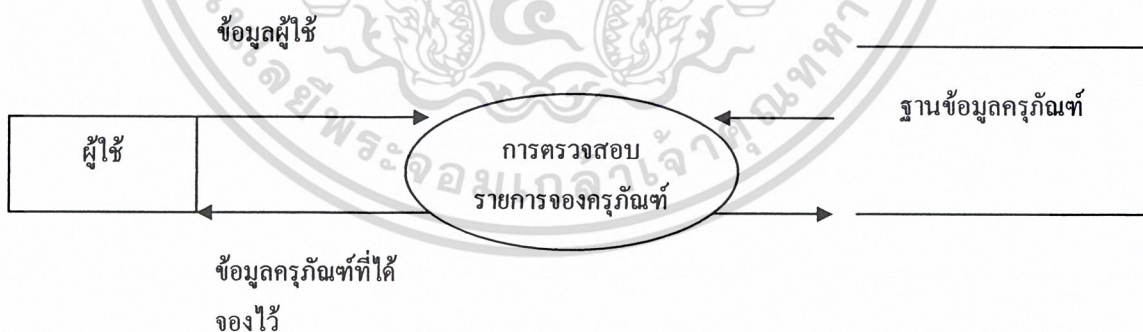 ข้อมูลผู้ใช้
ฐานข้อมูลครุภัณฑ์
ผู้ใช้
การตรวจสอบ
รายการจองครุภัณฑ์
ข้อมูลครุภัณฑ์ที่ได้
จองไว้